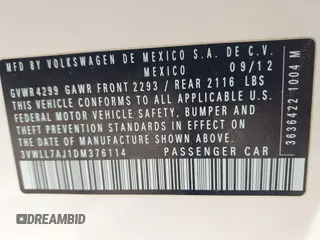 MFD BY VOLKSWAGEN DE MEXICO S.A. DE C.V.
MEXICO 09/12
GVWR4299 GAWR FRONT 2293 / REAR 2116 LBS
THIS VEHICLE CONFORMS TO ALL APPLICABLE U.S.
FEDERAL MOTOR VEHICLE SAFETY, BUMPER AND
THEFT PREVENTION STANDARDS IN EFFECT ON
THE DATE OF MANUFACTURE SHOWN ABOVE.
3VWLL7AJ1DM376114 PASSENGER CAR
3636422 1004 M
DEALERREBID